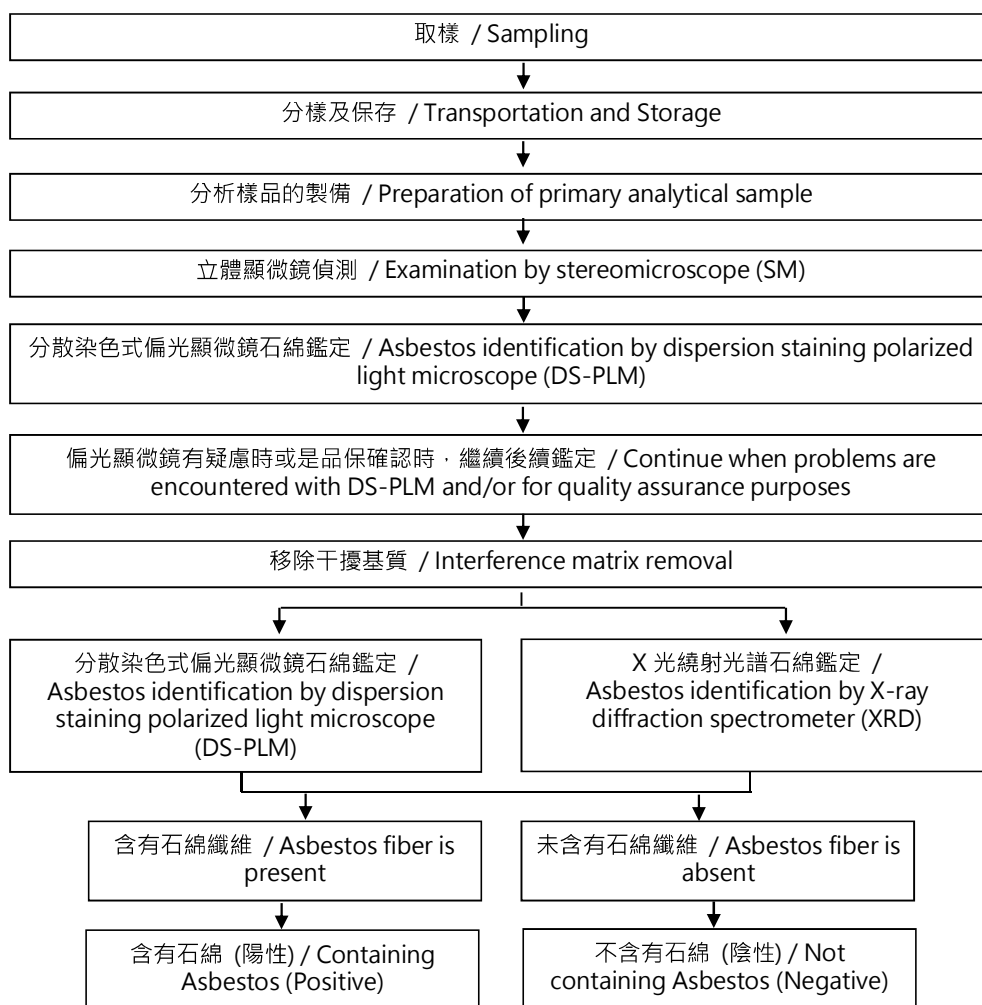 取樣 / Sampling
分樣及保存 / Transportation and Storage
分析樣品的製備 / Preparation of primary analytical sample
立體顯微鏡偵測 / Examination by stereomicroscope (SM)
分散染色式偏光顯微鏡石綿鑑定 / Asbestos identification by dispersion staining polarized
light microscope (DS-PLM)
偏光顯微鏡有疑慮時或是品保確認時，繼續後續鑑定 / Continue when problems are
encountered with DS-PLM and/or for quality assurance purposes
移除干擾基質 / Interference matrix removal
分散染色式偏光顯微鏡石綿鑑定 /
Asbestos identification by dispersion
staining polarized light microscope
(DS-PLM)
X 光繞射光譜石綿鑑定 /
Asbestos identification by X-ray
diffraction spectrometer (XRD)
含有石綿纖維 / Asbestos fiber is
present
未含有石綿纖維 / Asbestos fiber is
absent
含有石綿 (陽性) / Containing
Asbestos (Positive)
不含有石綿 (陰性) / Not
containing Asbestos (Negative)